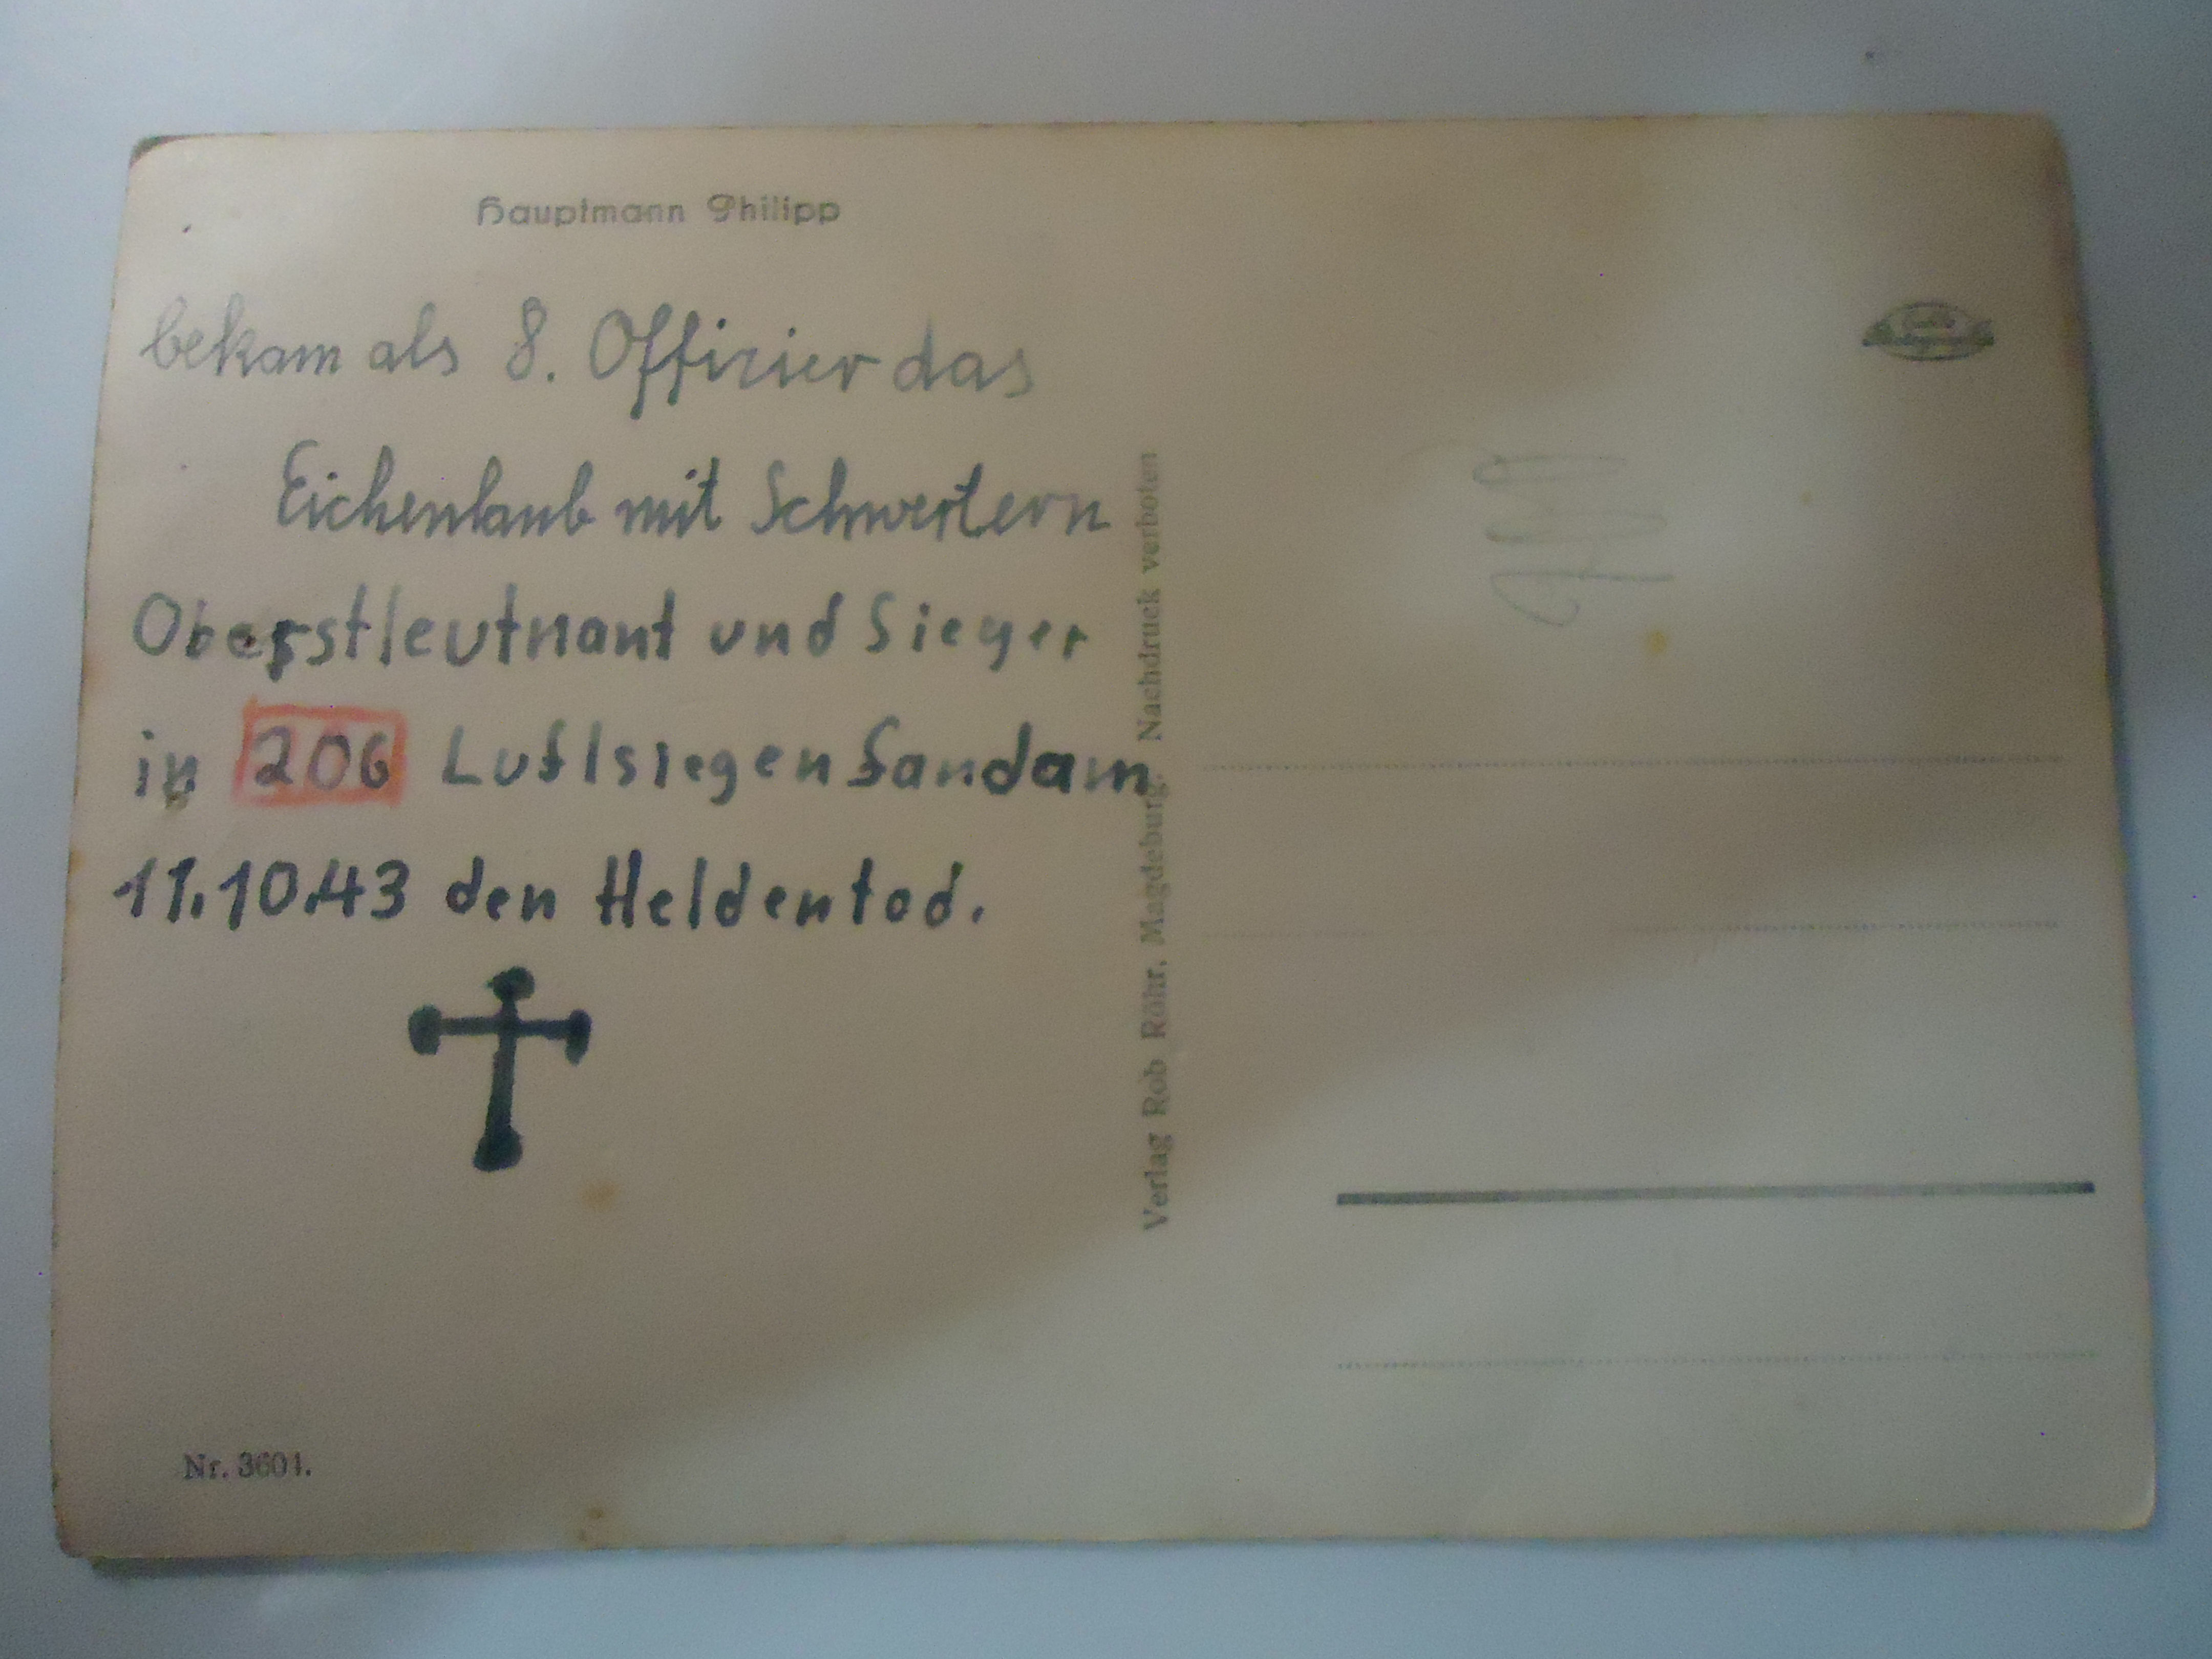 Hauptmann Philipp
bekam als 8. Offizier das
Eichenlaub mit Schwertern
Oberstleutnant und Sieger
in 206 Luftsiegen fand am
11.10.43 den Heldentod.
Nr. 3601.
Verlag Rob Röhr, Magdeburg. Nachdruck verboten